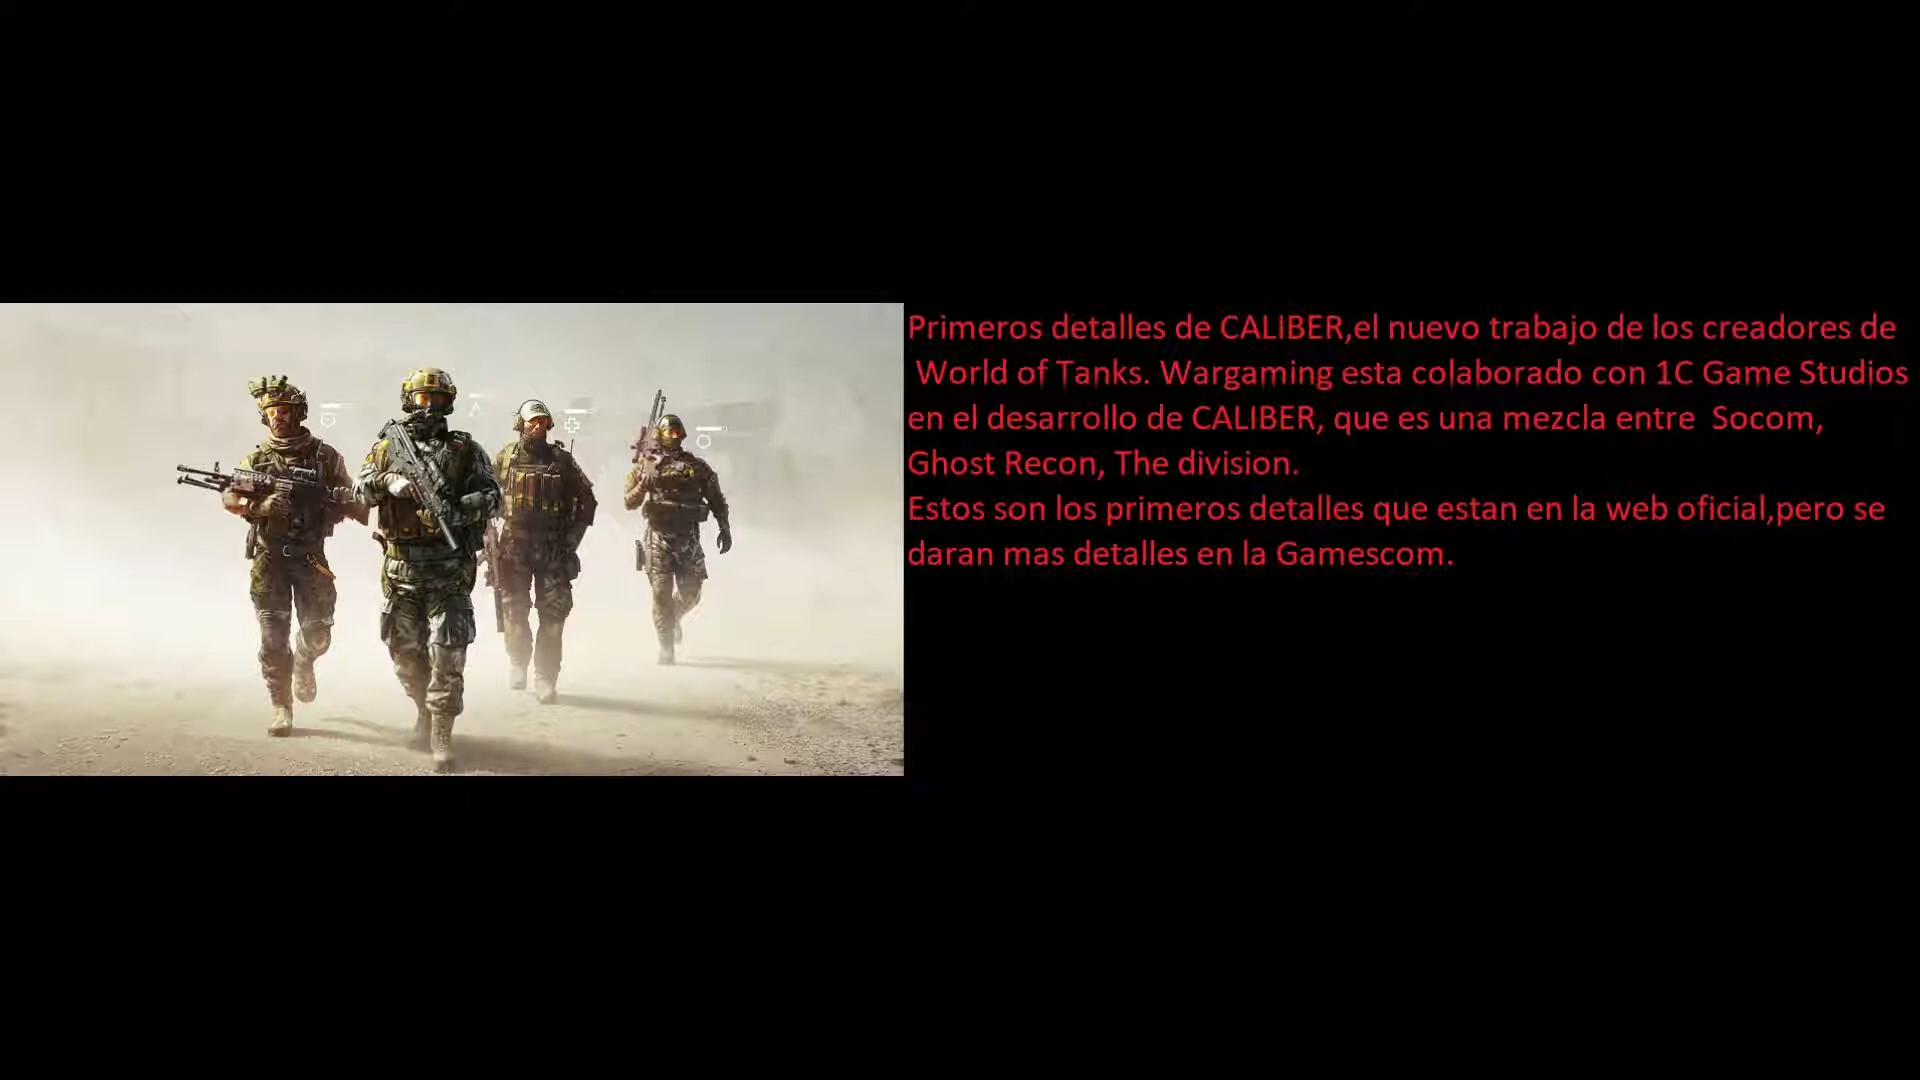 Primeros detalles de CALIBER,el nuevo trabajo de los creadores de
World of Tanks. Wargaming esta colaborado con 1C Game Studios
en el desarrollo de CALIBER, que es una mezcla entre  Socom,
Ghost Recon, The division.
Estos son los primeros detalles que estan en la web oficial,pero se
daran mas detalles en la Gamescom.